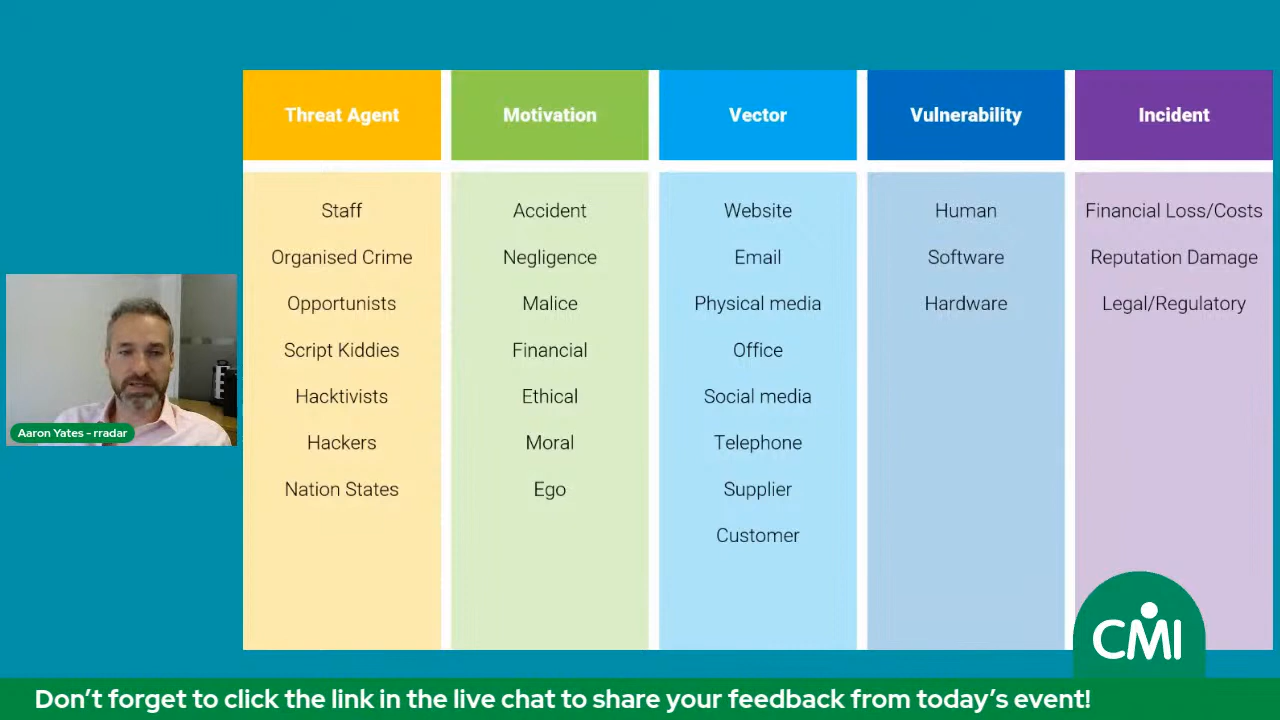 Threat Agent
Motivation
Vector
Vulnerability
Incident
Staff
Organised Crime
Opportunists
Script Kiddies
Hacktivists
Hackers
Nation States
Accident
Negligence
Malice
Financial
Ethical
Moral
Ego
Website
Email
Physical media
Office
Social media
Telephone
Supplier
Customer
Human
Software
Hardware
Financial Loss/Costs
Reputation Damage
Legal/Regulatory
Aaron Yates - rradar
CMI
Don't forget to click the link in the live chat to share your feedback from today's event!